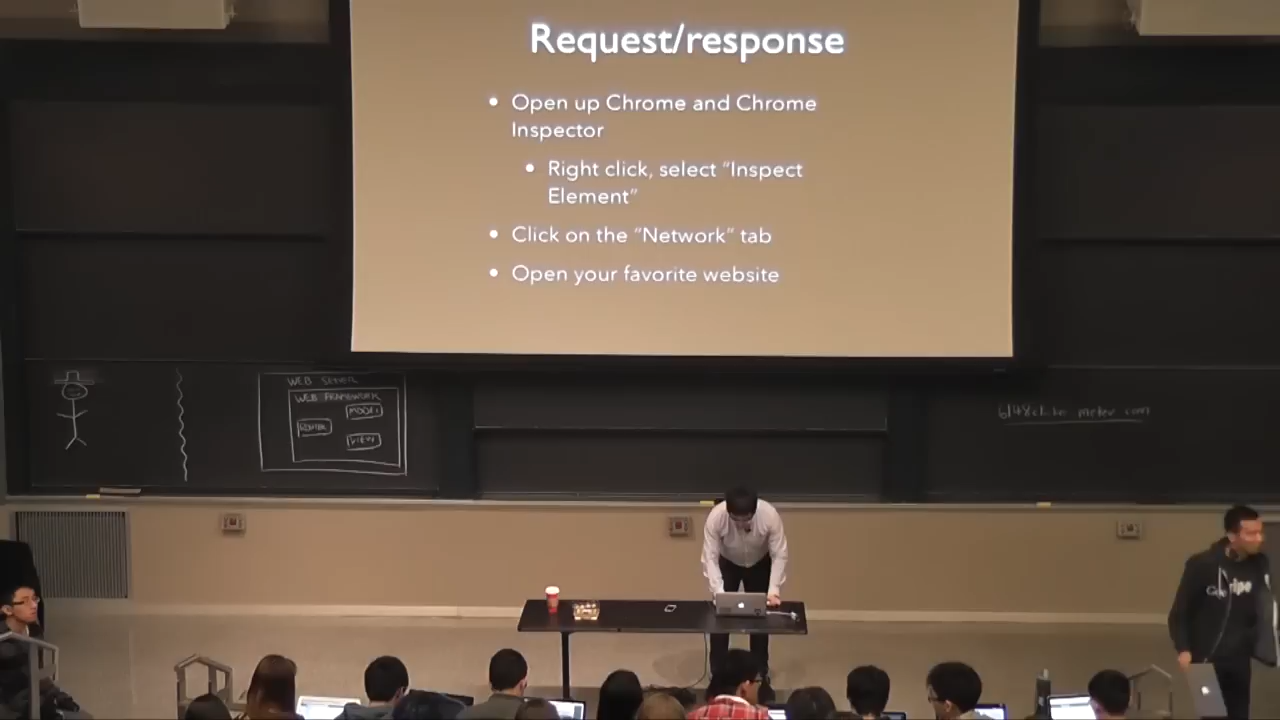 Request/response
• Open up Chrome and Chrome
Inspector
• Right click, select “Inspect
Element”
• Click on the “Network” tab
• Open your favorite website
WEB SERVER
WEB FRAMEWORK
MODEL
ROUTER
VIEW